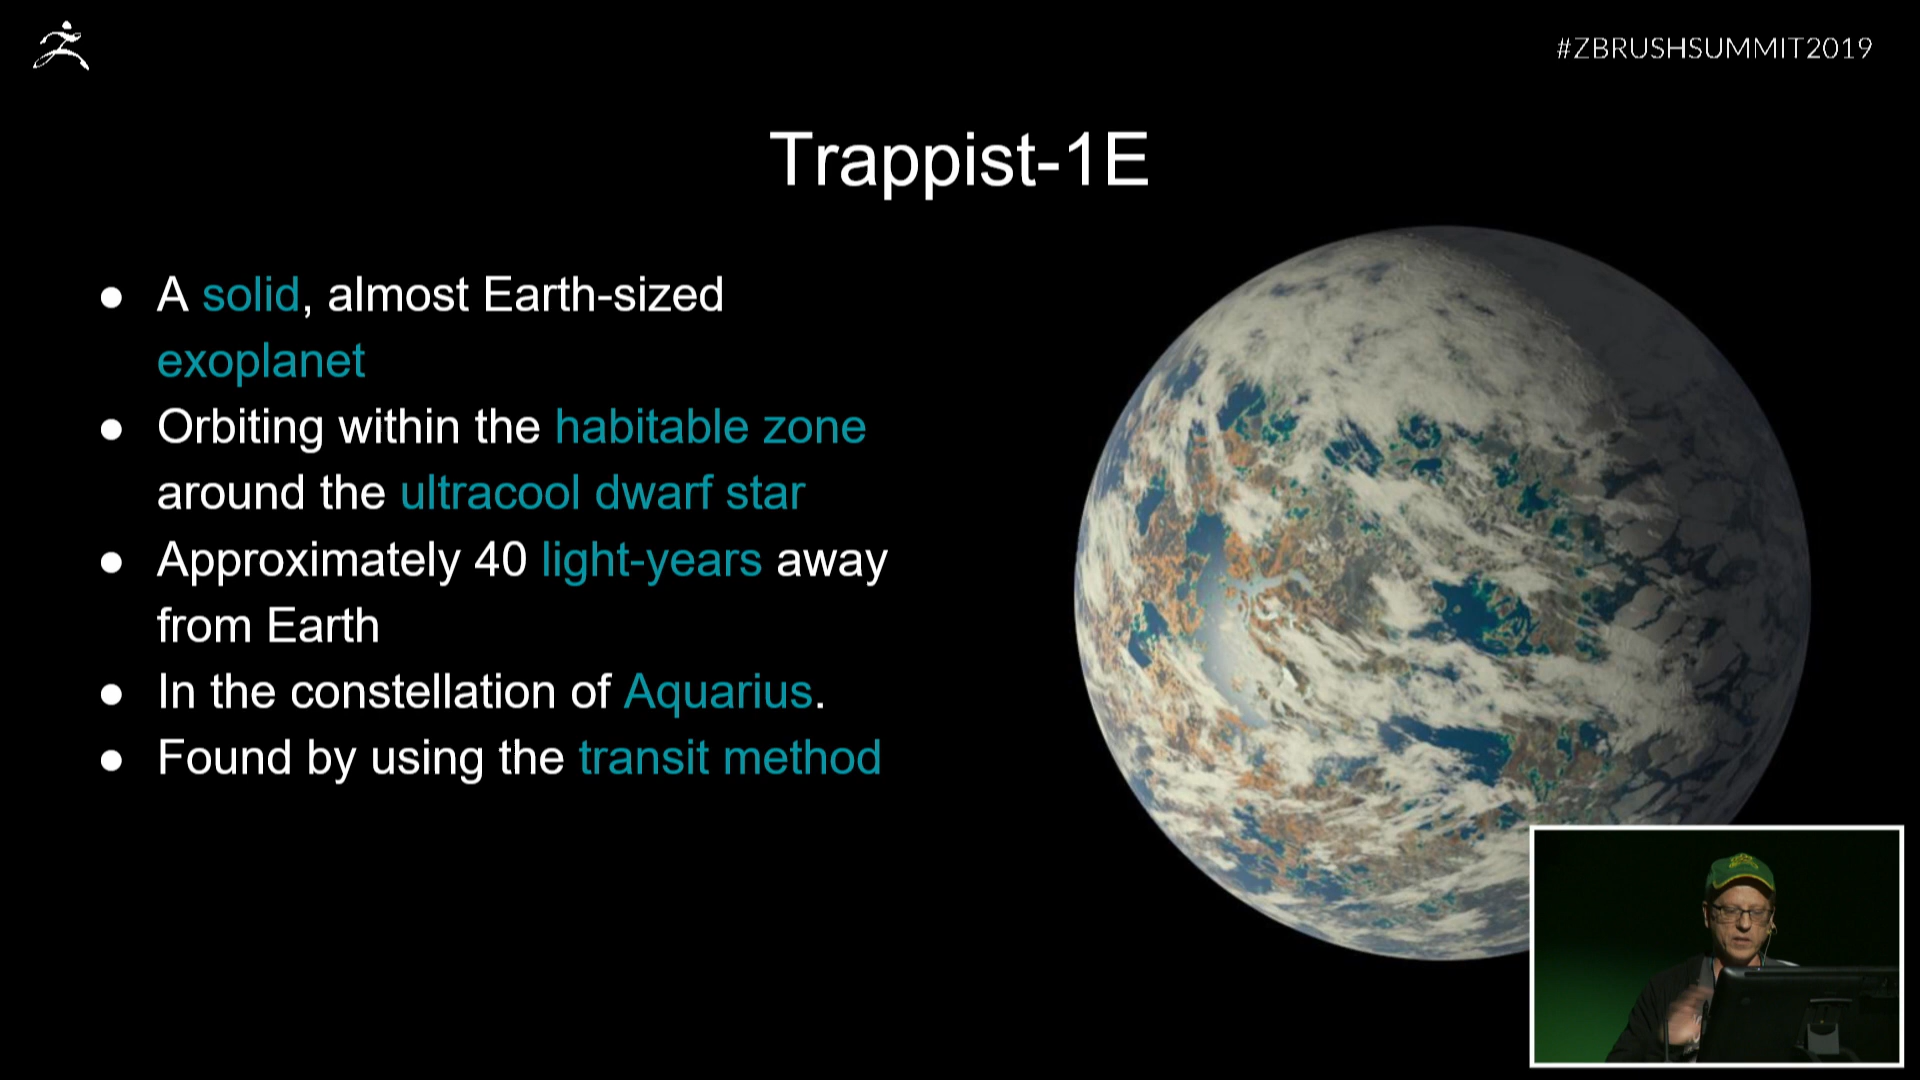 #ZBRUSHSUMMIT2019
Trappist-1E
● A solid, almost Earth-sized
exoplanet
● Orbiting within the habitable zone
around the ultracool dwarf star
● Approximately 40 light-years away
from Earth
● In the constellation of Aquarius.
● Found by using the transit method